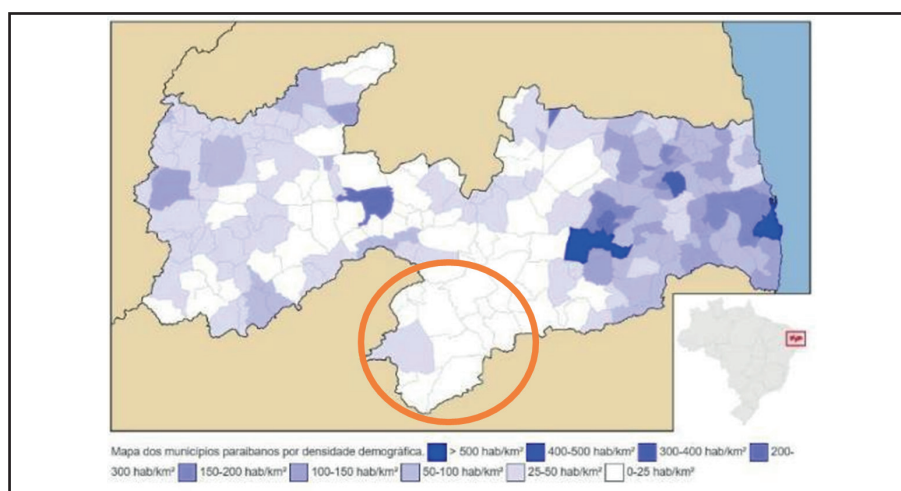 Mapa dos municípios paraibanos por densidade demográfica. > 500 hab/km² 400-500 hab/km² 300-400 hab/km² 200-
300 hab/km² 150-200 hab/km² 100-150 hab/km² 50-100 hab/km² 25-50 hab/km² 0-25 hab/km²